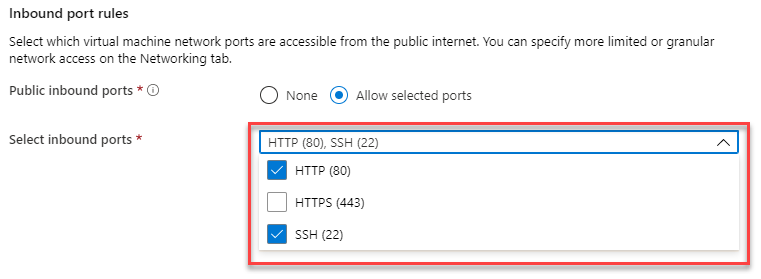 Inbound port rules
Select which virtual machine network ports are accessible from the public internet. You can specify more limited or granular
network access on the Networking tab.
Public inbound ports *
None
Allow selected ports
Select inbound ports *
HTTP (80), SSH (22)
HTTP (80)
HTTPS (443)
SSH (22)